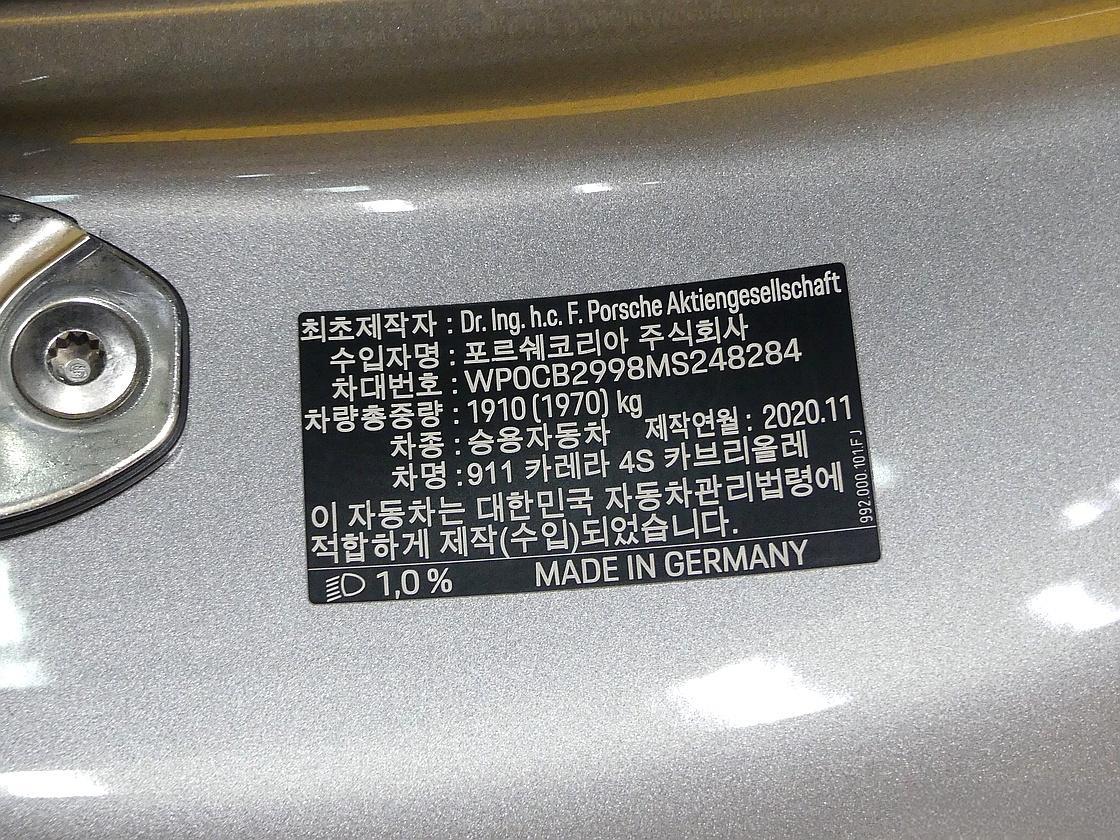 최초제작자 : Dr. Ing. h.c. F. Porsche Aktiengesellschaft
수입자명 : 포르쉐코리아 주식회사
차대번호 : WP0CB2998MS248284
차량총중량 : 1910 (1970) kg
차종 : 승용자동차 제작연월 : 2020.11
차명 : 911 카레라 4S 카브리올레
이 자동차는 대한민국 자동차관리법령에
적합하게 제작(수입)되었습니다.
1,0 % MADE IN GERMANY
992.000.101.FJ